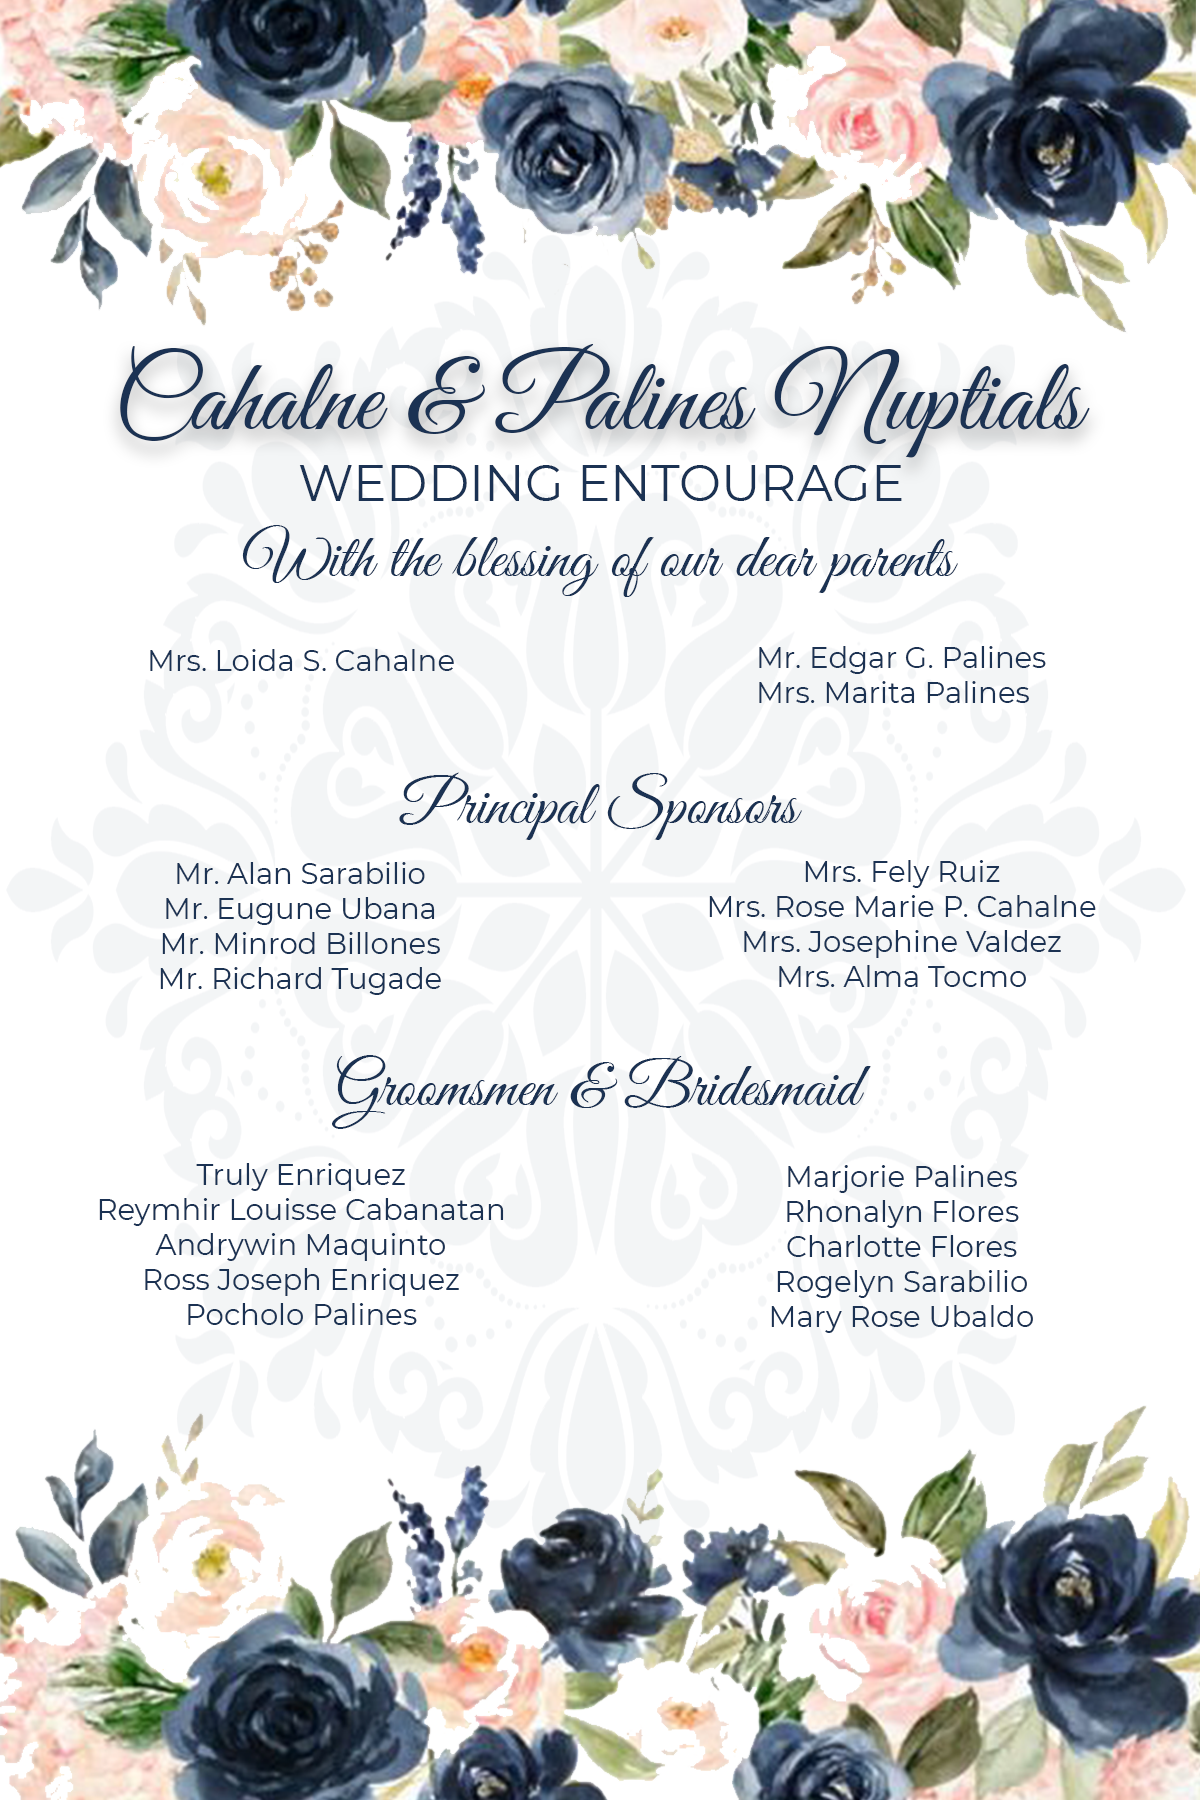 Cahalne & Palines Nuptials
WEDDING ENTOURAGE
With the blessing of our dear parents
Mrs. Loida S. Cahalne
Mr. Edgar G. Palines
Mrs. Marita Palines
Principal Sponsors
Mr. Alan Sarabilio
Mr. Eugune Ubana
Mr. Minrod Billones
Mr. Richard Tugade
Mrs. Fely Ruiz
Mrs. Rose Marie P. Cahalne
Mrs. Josephine Valdez
Mrs. Alma Tocmo
Groomsmen & Bridesmaid
Truly Enriquez
Reymhir Louisse Cabanatan
Andrywin Maquinto
Ross Joseph Enriquez
Pocholo Palines
Marjorie Palines
Rhonalyn Flores
Charlotte Flores
Rogelyn Sarabilio
Mary Rose Ubaldo